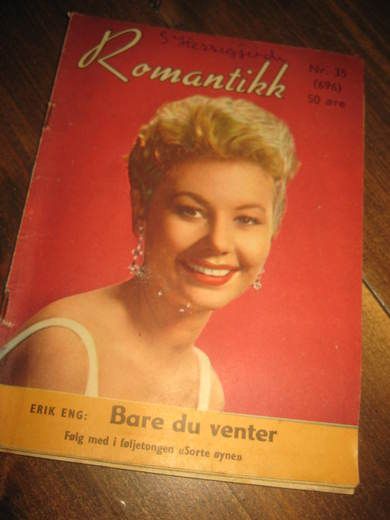 Romantikk
Nr. 35
(696)
50 øre
ERIK ENG: Bare du venter
Følg med i føljetongen «Sorte øyne»